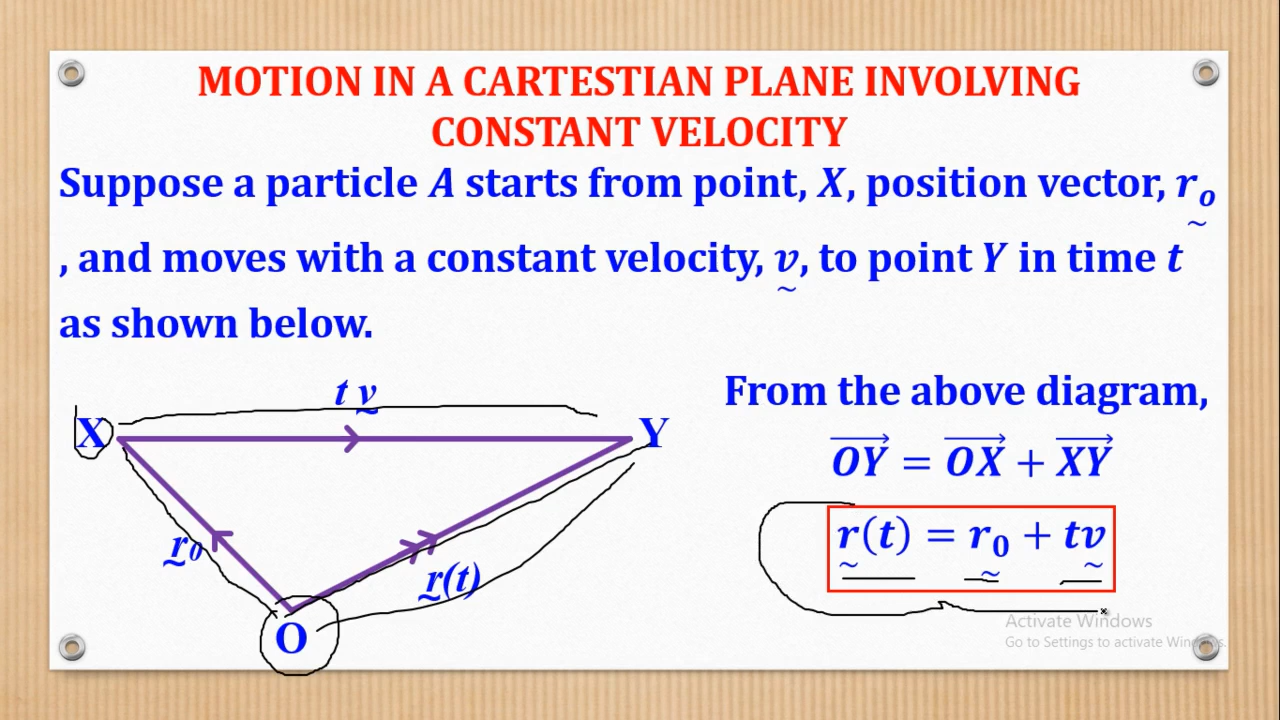 MOTION IN A CARTESTIAN PLANE INVOLVING
CONSTANT VELOCITY
Suppose a particle A starts from point, X, position vector, r₀
, and moves with a constant velocity, v, to point Y in time t
as shown below.
t v
X
Y
r₀
r(t)
O
From the above diagram,
OY = OX + XY
r(t) = r₀ + tv
Activate Windows
Go to Settings to activate Windows.